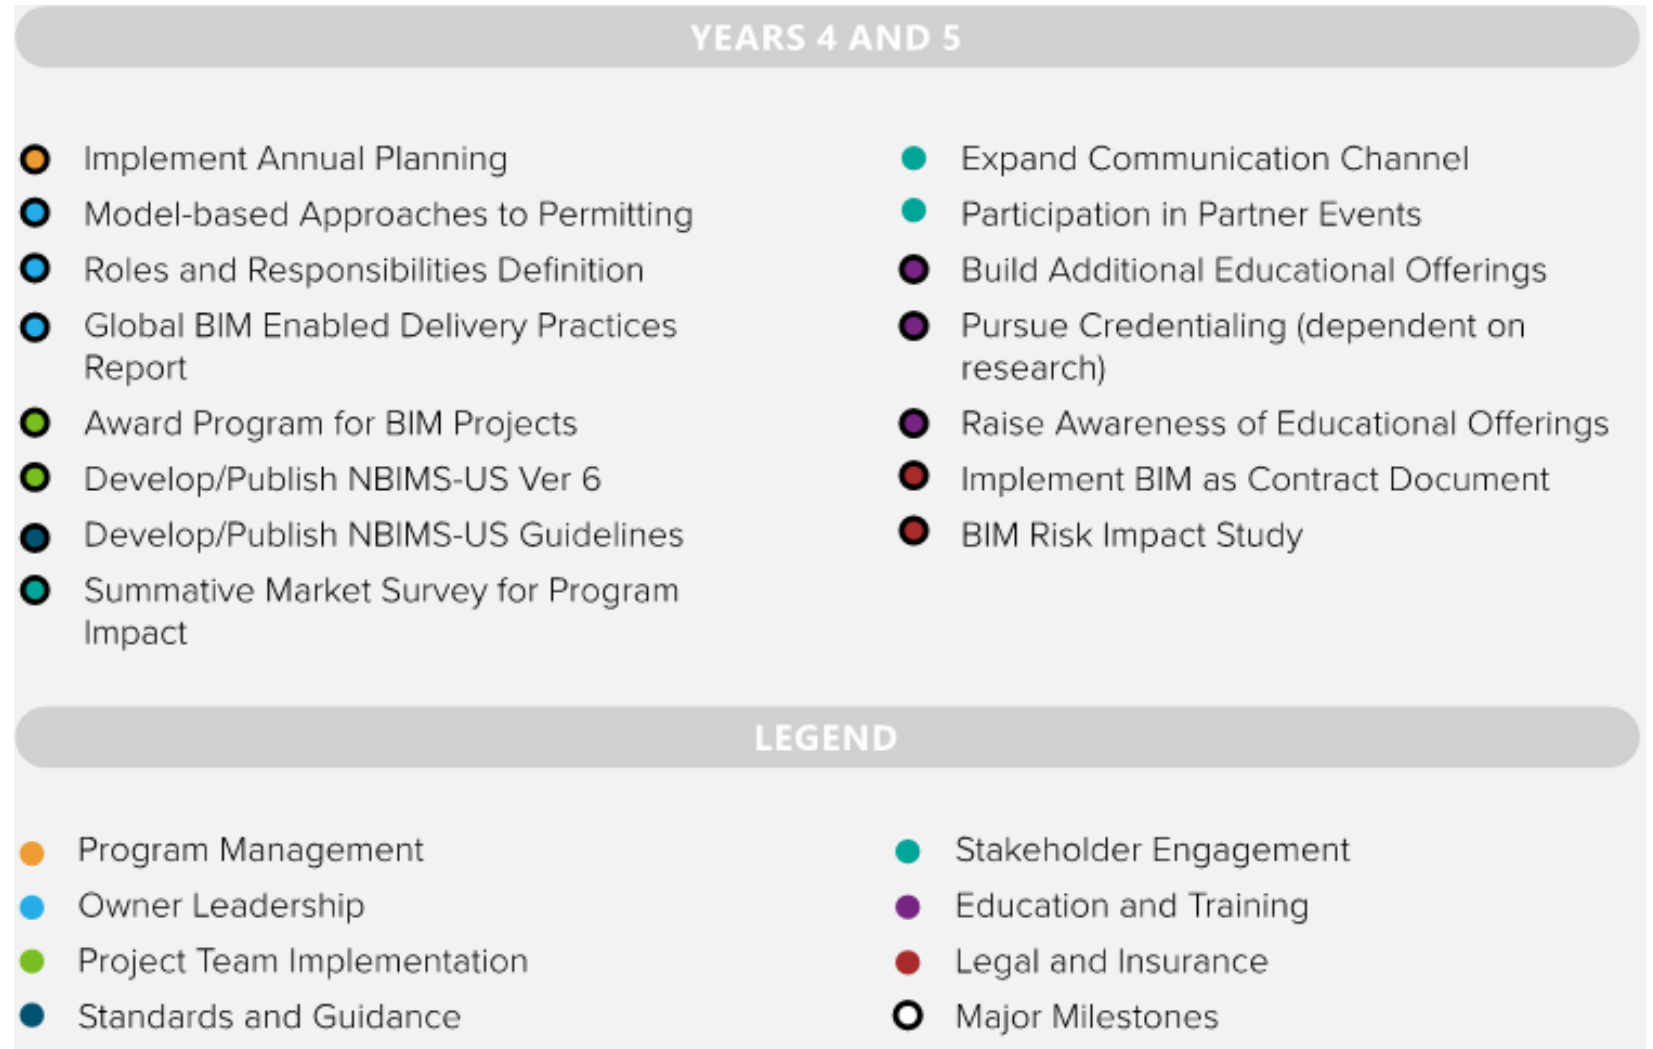 YEARS 4 AND 5
Implement Annual Planning
Model-based Approaches to Permitting
Roles and Responsibilities Definition
Global BIM Enabled Delivery Practices
Report
Award Program for BIM Projects
Develop/Publish NBIMS-US Ver 6
Develop/Publish NBIMS-US Guidelines
Summative Market Survey for Program
Impact
Expand Communication Channel
Participation in Partner Events
Build Additional Educational Offerings
Pursue Credentialing (dependent on
research)
Raise Awareness of Educational Offerings
Implement BIM as Contract Document
BIM Risk Impact Study
LEGEND
Program Management
Owner Leadership
Project Team Implementation
Standards and Guidance
Stakeholder Engagement
Education and Training
Legal and Insurance
Major Milestones